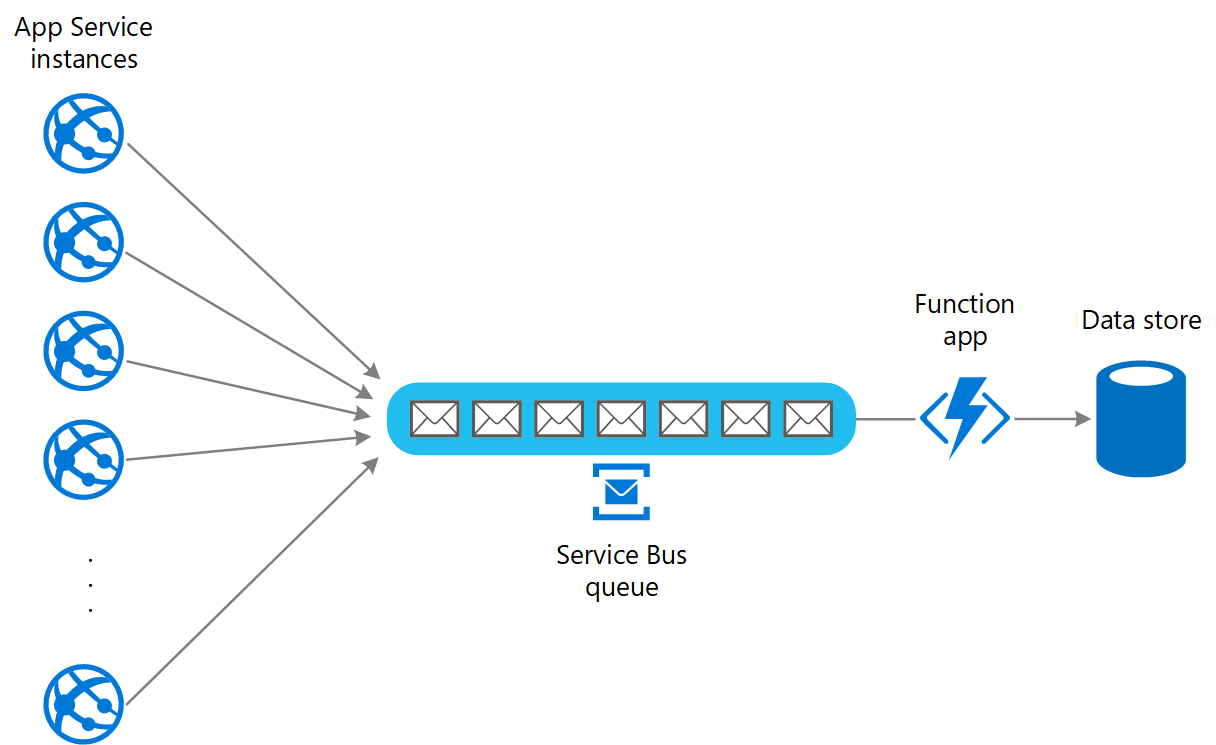 App Service
instances
Function
app
Data store
Service Bus
queue